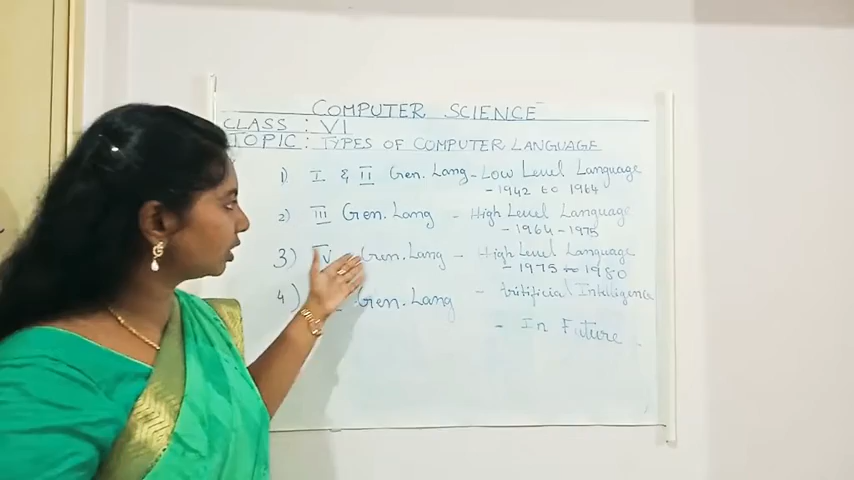 COMPUTER SCIENCE
CLASS : VI
TOPIC : TYPES OF COMPUTER LANGUAGE
1) I & II Gen. Lang - Low Level Language
- 1942 to 1964
2) III Gen. Lang - High Level Language
- 1964 - 1975
3) IV Gen. Lang - High Level Language
- 1975 to 1980
4) Gen. Lang - Artificial Intelligence
- In Future.